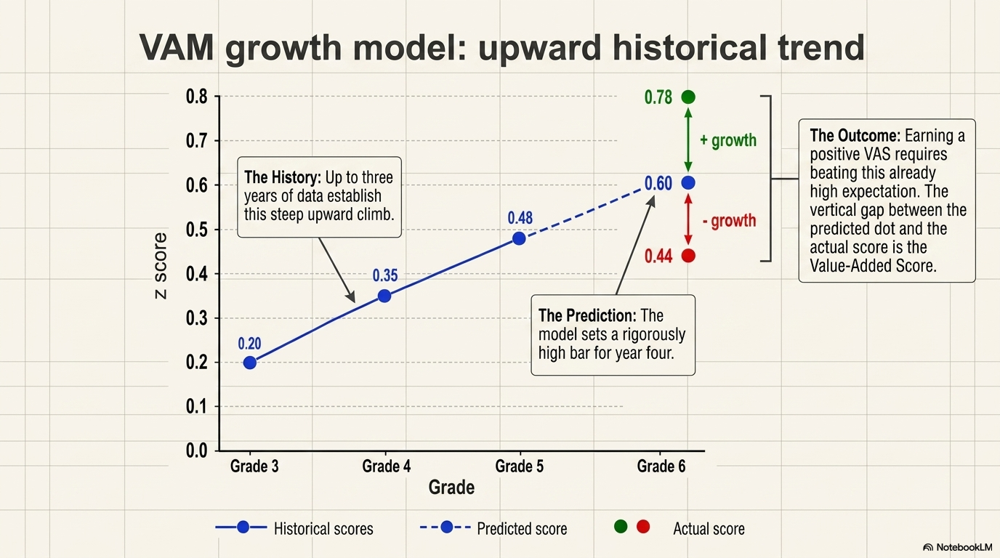 VAM growth model: upward historical trend
0.8
0.7
0.6
0.5
0.4
0.3
0.2
0.1
0.0
z score
The History: Up to three
years of data establish
this steep upward climb.
0.20
0.35
0.48
0.60
0.78
0.44
+ growth
- growth
The Prediction: The
model sets a rigorously
high bar for year four.
The Outcome: Earning a
positive VAS requires
beating this already
high expectation. The
vertical gap between the
predicted dot and the
actual score is the
Value-Added Score.
Grade 3
Grade 4
Grade 5
Grade 6
Grade
Historical scores
Predicted score
Actual score
NotebookLM